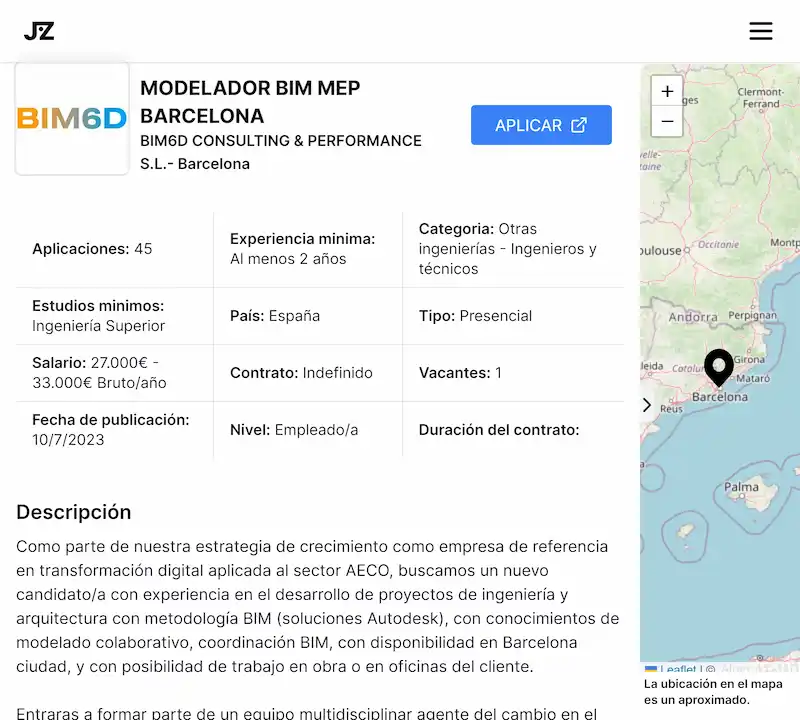 JZ
BIM6D
MODELADOR BIM MEP
BARCELONA
BIM6D CONSULTING & PERFORMANCE
S.L.- Barcelona
APLICAR
Aplicaciones: 45
Experiencia minima:
Al menos 2 años
Categoria: Otras
ingenierías - Ingenieros y
técnicos
Estudios minimos:
Ingeniería Superior
País: España
Tipo: Presencial
Salario: 27.000€ -
33.000€ Bruto/año
Contrato: Indefinido
Vacantes: 1
Fecha de publicación:
10/7/2023
Nivel: Empleado/a
Duración del contrato:
Descripción
Como parte de nuestra estrategia de crecimiento como empresa de referencia
en transformación digital aplicada al sector AECO, buscamos un nuevo
candidato/a con experiencia en el desarrollo de proyectos de ingeniería y
arquitectura con metodología BIM (soluciones Autodesk), con conocimientos de
modelado colaborativo, coordinación BIM, con disponibilidad en Barcelona
ciudad, y con posibilidad de trabajo en obra o en oficinas del cliente.
Entraras a formar parte de un equipo multidisciplinar agente del cambio en el
+
−
Clermont-
Ferrand
Occitanie
Andorra
Perpignan
Girona
Mataró
Barcelona
Reus
Palma
Leaflet | ©
La ubicación en el mapa
es un aproximado.